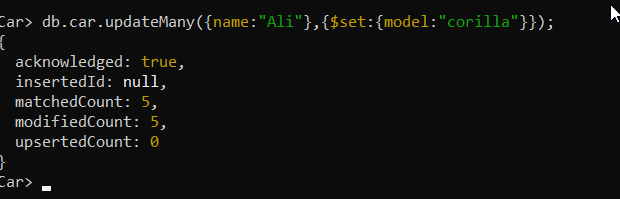 Car> db.car.updateMany({name:"Ali"},{$set:{model:"corilla"}});
{
  acknowledged: true,
  insertedId: null,
  matchedCount: 5,
  modifiedCount: 5,
  upsertedCount: 0
}
Car>